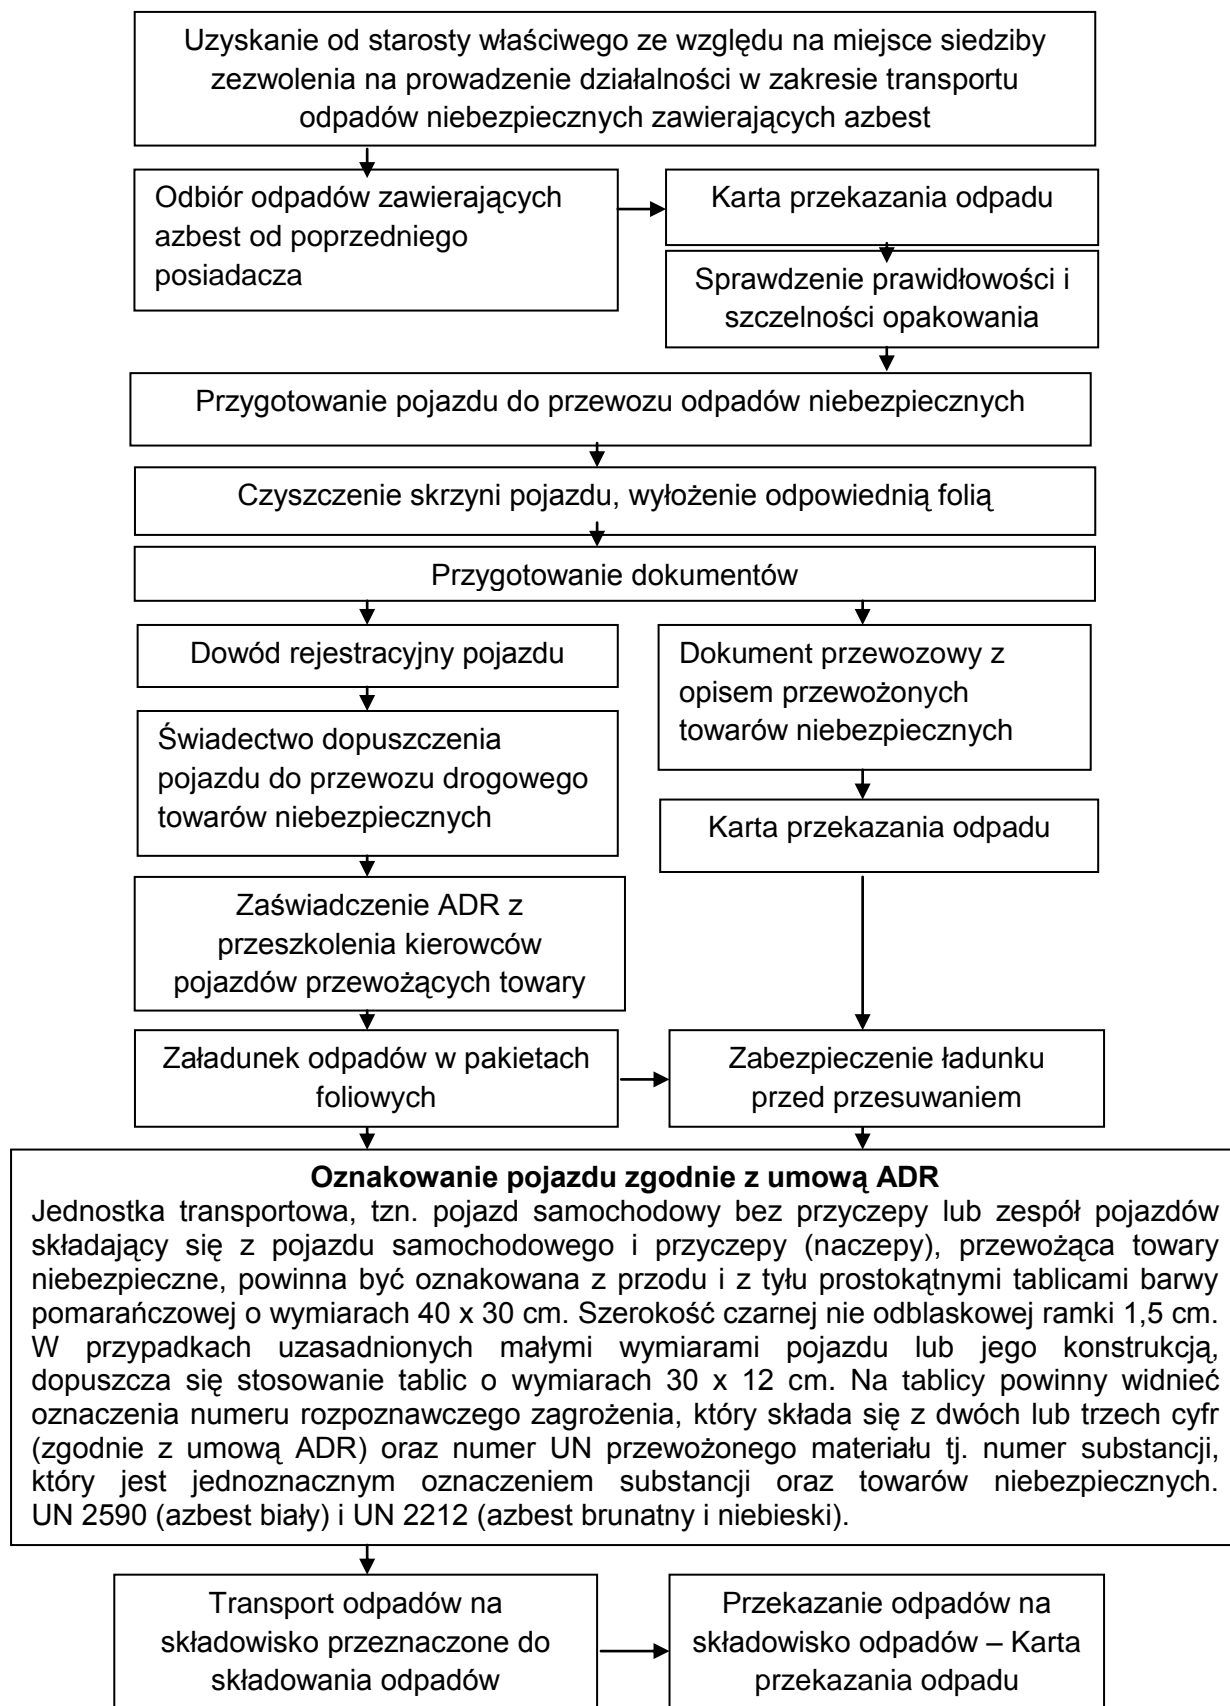 Uzyskanie od starosty właściwego ze względu na miejsce siedziby
zezwolenia na prowadzenie działalności w zakresie transportu
odpadów niebezpiecznych zawierających azbest
Odbiór odpadów zawierających
azbest od poprzedniego
posiadacza
Karta przekazania odpadu
Sprawdzenie prawidłowości i
szczelności opakowania
Przygotowanie pojazdu do przewozu odpadów niebezpiecznych
Czyszczenie skrzyni pojazdu, wyłożenie odpowiednią folią
Przygotowanie dokumentów
Dowód rejestracyjny pojazdu
Świadectwo dopuszczenia
pojazdu do przewozu drogowego
towarów niebezpiecznych
Zaświadczenie ADR z
przeszkolenia kierowców
pojazdów przewożących towary
Dokument przewozowy z
opisem przewożonych
towarów niebezpiecznych
Karta przekazania odpadu
Załadunek odpadów w pakietach
foliowych
Zabezpieczenie ładunku
przed przesuwaniem
Oznakowanie pojazdu zgodnie z umową ADR
Jednostka transportowa, tzn. pojazd samochodowy bez przyczepy lub zespół pojazdów
składający się z pojazdu samochodowego i przyczepy (naczepy), przewożąca towary
niebezpieczne, powinna być oznakowana z przodu i z tyłu prostokątnymi tablicami barwy
pomarańczowej o wymiarach 40 x 30 cm. Szerokość czarnej nie odblaskowej ramki 1,5 cm.
W przypadkach uzasadnionych małymi wymiarami pojazdu lub jego konstrukcją,
dopuszcza się stosowanie tablic o wymiarach 30 x 12 cm. Na tablicy powinny widnieć
oznaczenia numeru rozpoznawczego zagrożenia, który składa się z dwóch lub trzech cyfr
(zgodnie z umową ADR) oraz numer UN przewożonego materiału tj. numer substancji,
który jest jednoznacznym oznaczeniem substancji oraz towarów niebezpiecznych.
UN 2590 (azbest biały) i UN 2212 (azbest brunatny i niebieski).
Transport odpadów na
składowisko przeznaczone do
składowania odpadów
Przekazanie odpadów na
składowisko odpadów – Karta
przekazania odpadu